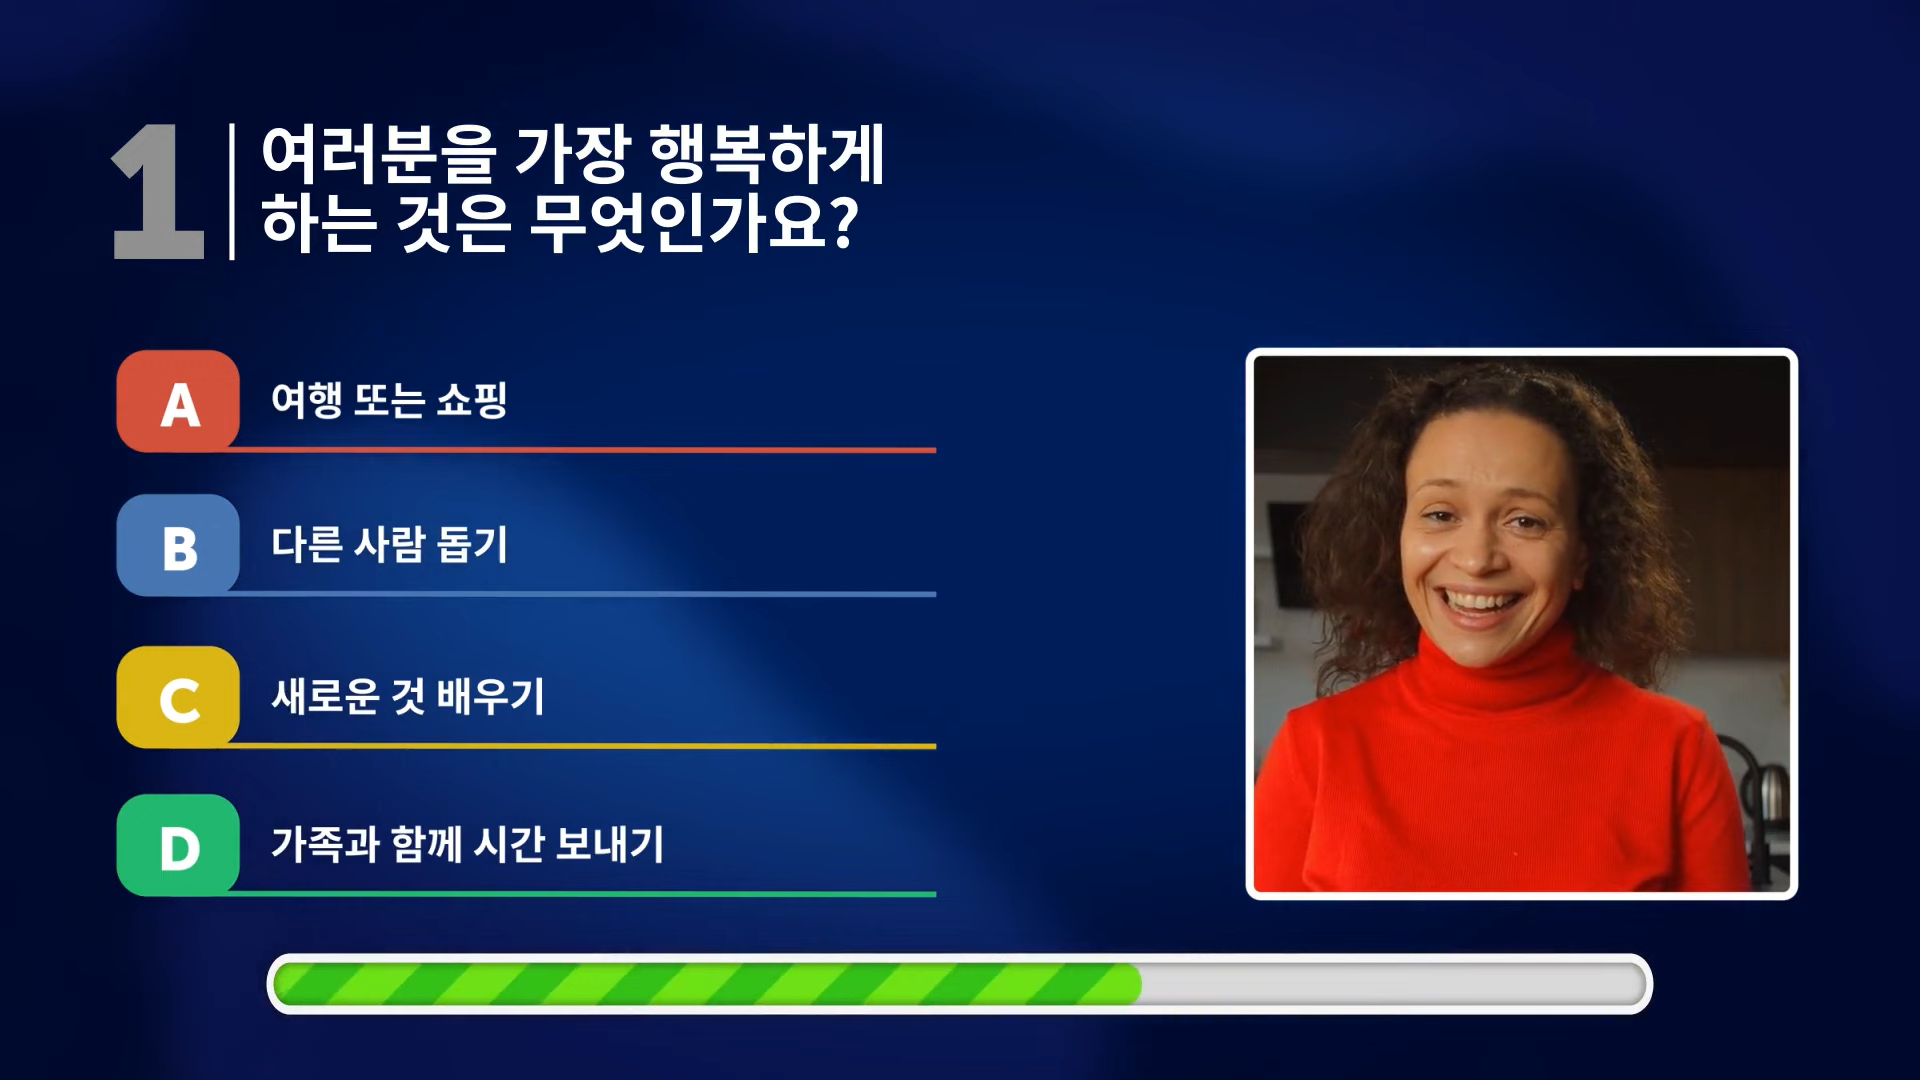 1
여러분을 가장 행복하게
하는 것은 무엇인가요?
A 여행 또는 쇼핑
B 다른 사람 돕기
C 새로운 것 배우기
D 가족과 함께 시간 보내기